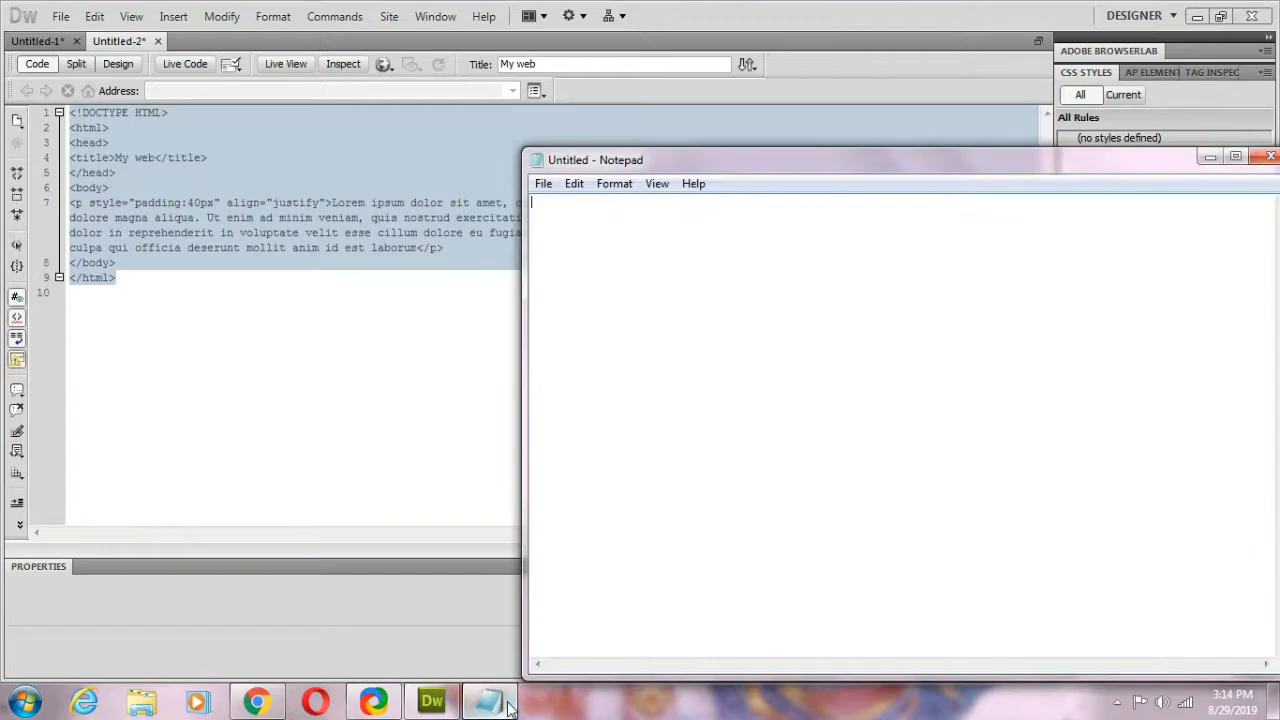 Dw File Edit View Insert Modify Format Commands Site Window Help DESIGNER
Untitled-1* Untitled-2*
Code Split Design Live Code Live View Inspect Title: My web
Address:
ADOBE BROWSERLAB
CSS STYLES AP ELEMENT TAG INSPEC
All Current
All Rules
(no styles defined)
1 <!DOCTYPE HTML>
2 <html>
3 <head>
4 <title>My web</title>
5 </head>
6 <body>
7 <p style="padding:40px" align="justify">Lorem ipsum dolor sit amet,
dolore magna aliqua. Ut enim ad minim veniam, quis nostrud exercitati
dolor in reprehenderit in voluptate velit esse cillum dolore eu fugia
culpa qui officia deserunt mollit anim id est laborum</p>
8 </body>
9 </html>
10
PROPERTIES
Untitled - Notepad
File Edit Format View Help
Dw
3:14 PM
8/29/2019